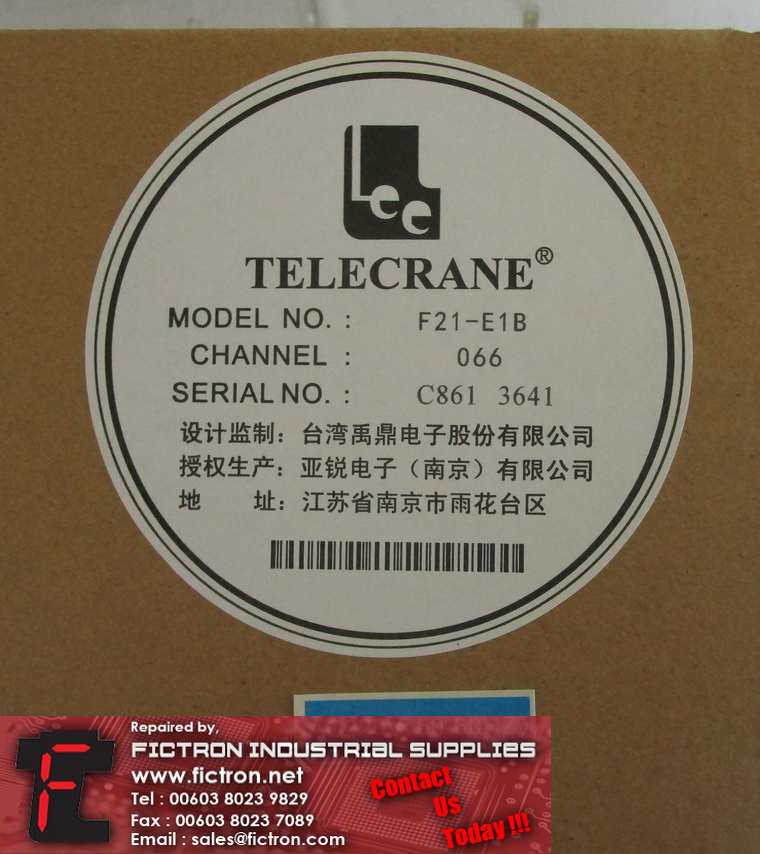 Lee
TELECRANE®
MODEL NO. : F21-E1B
CHANNEL : 066
SERIAL NO. : C861 3641
设计监制：台湾禹鼎电子股份有限公司
授权生产：亚锐电子（南京）有限公司
地 址：江苏省南京市雨花台区
Repaired by,
FICTRON INDUSTRIAL SUPPLIES
www.fictron.net
Tel : 00603 8023 9829
Fax : 00603 8023 7089
Email : sales@fictron.com
Contact
Us
Today !!!